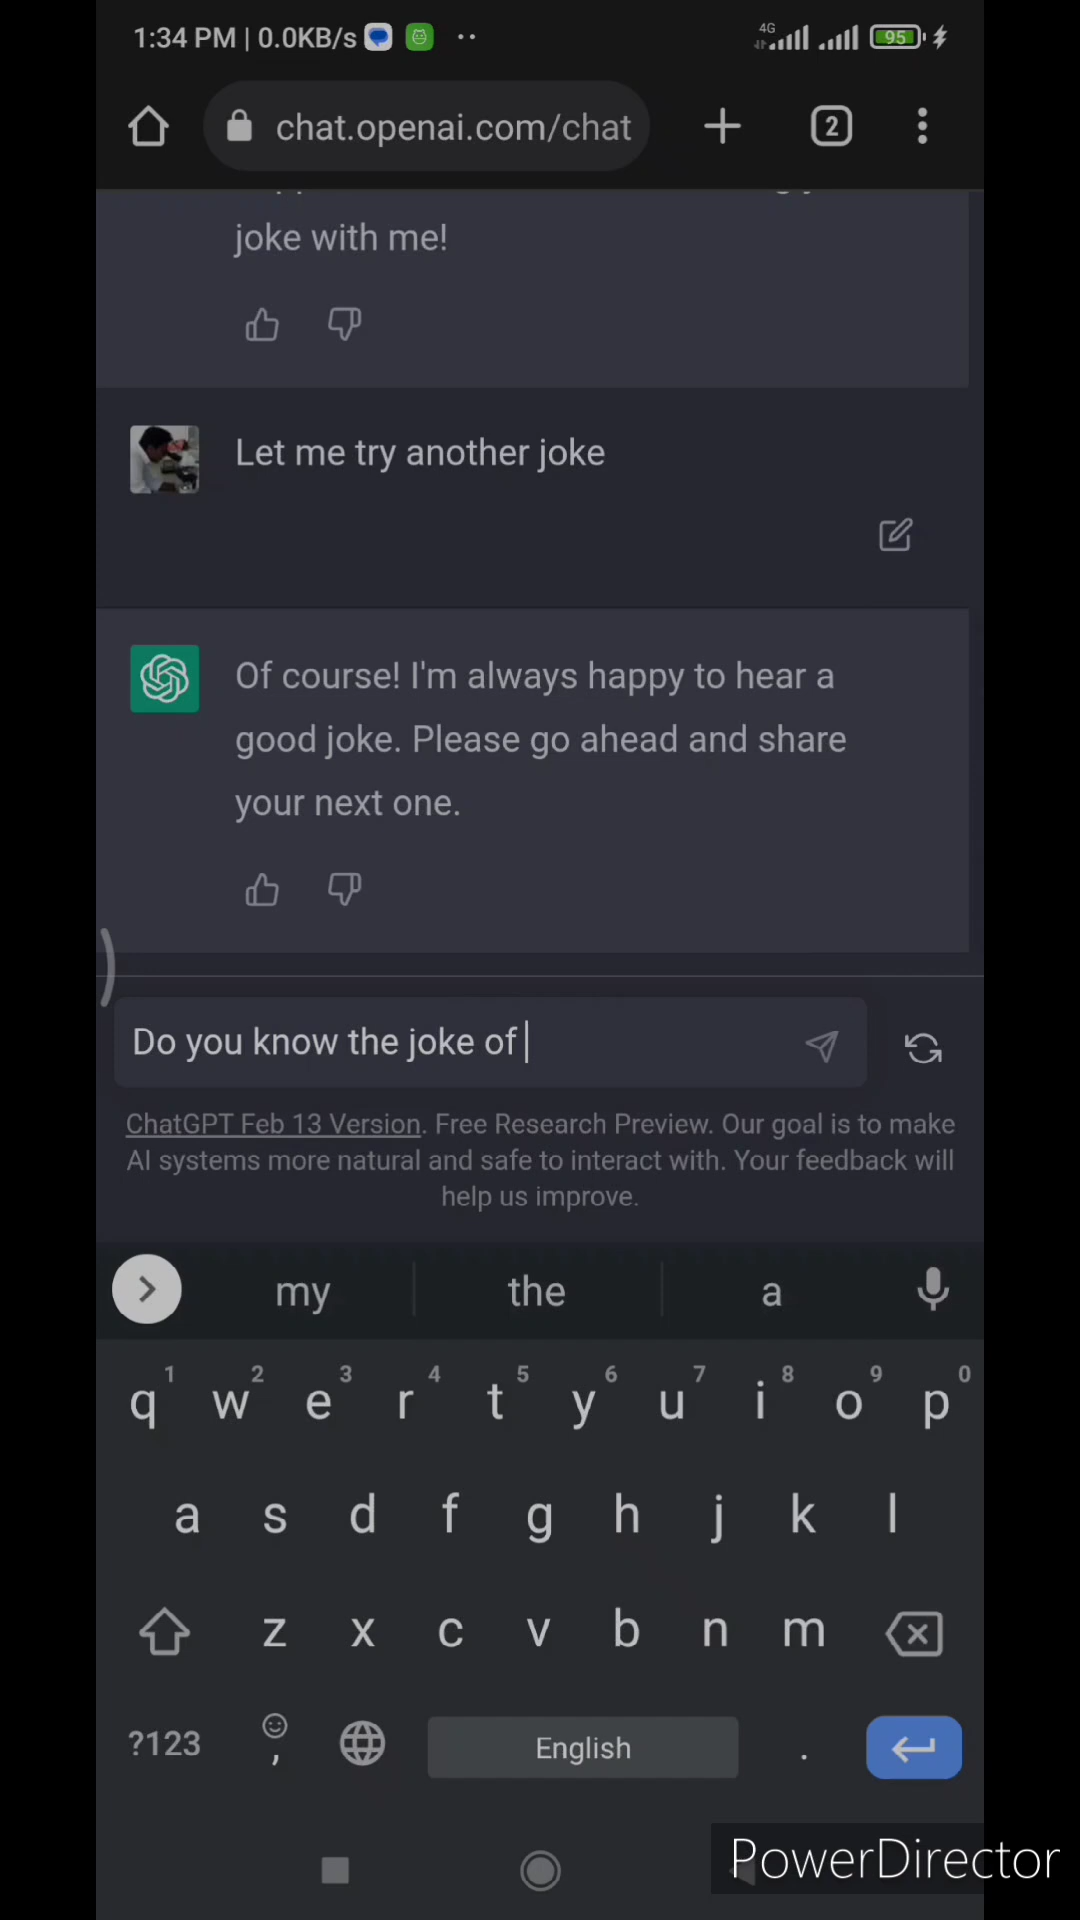 1:34 PM | 0.0KB/s
4G
95
chat.openai.com/chat
2
joke with me!
Let me try another joke
Of course! I'm always happy to hear a
good joke. Please go ahead and share
your next one.
Do you know the joke of
ChatGPT Feb 13 Version. Free Research Preview. Our goal is to make
AI systems more natural and safe to interact with. Your feedback will
help us improve.
my the a
1 2 3 4 5 6 7 8 9 0
q w e r t y u i o p
a s d f g h j k l
z x c v b n m
?123 , English .
PowerDirector